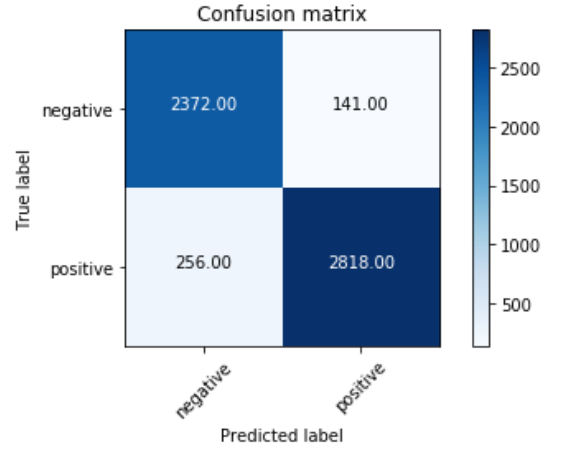 Confusion matrix
True label
negative
2372.00 141.00
positive
256.00 2818.00
negative positive
Predicted label
2500
2000
1500
1000
500